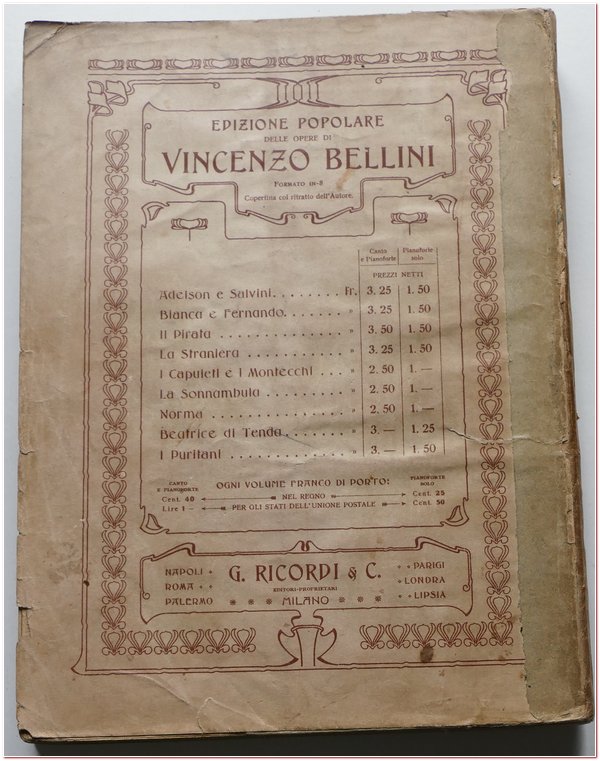 EDIZIONE POPOLARE
DELLE OPERE DI
VINCENZO BELLINI
FORMATO IN-8
Copertina col ritratto dell'Autore.
Canto e Pianoforte Pianoforte solo
PREZZI NETTI
Adelson e Salvini. . . . . . . . Fr. 3. 25 1. 50
Bianca e Fernando. . . . . . . » 3. 25 1. 50
Il Pirata . . . . . . . . . . . . . » 3. 50 1. 50
La Straniera . . . . . . . . . . » 3. 25 1. 50
I Capuleti e i Montecchi . . . » 2. 50 1. —
La Sonnambula . . . . . . . . » 2. 50 1. —
Norma . . . . . . . . . . . . . . » 2. 50 1. —
Beatrice di Tenda . . . . . . . » 3. — 1. 25
I Puritani . . . . . . . . . . . . » 3. — 1. 50
CANTO E PIANOFORTE OGNI VOLUME FRANCO DI PORTO: PIANOFORTE SOLO
Cent. 40 NEL REGNO Cent. 25
Lire 1 – PER GLI STATI DELL'UNIONE POSTALE Cent. 50
NAPOLI G. RICORDI & C. PARIGI
ROMA EDITORI-PROPRIETARI LONDRA
PALERMO MILANO LIPSIA